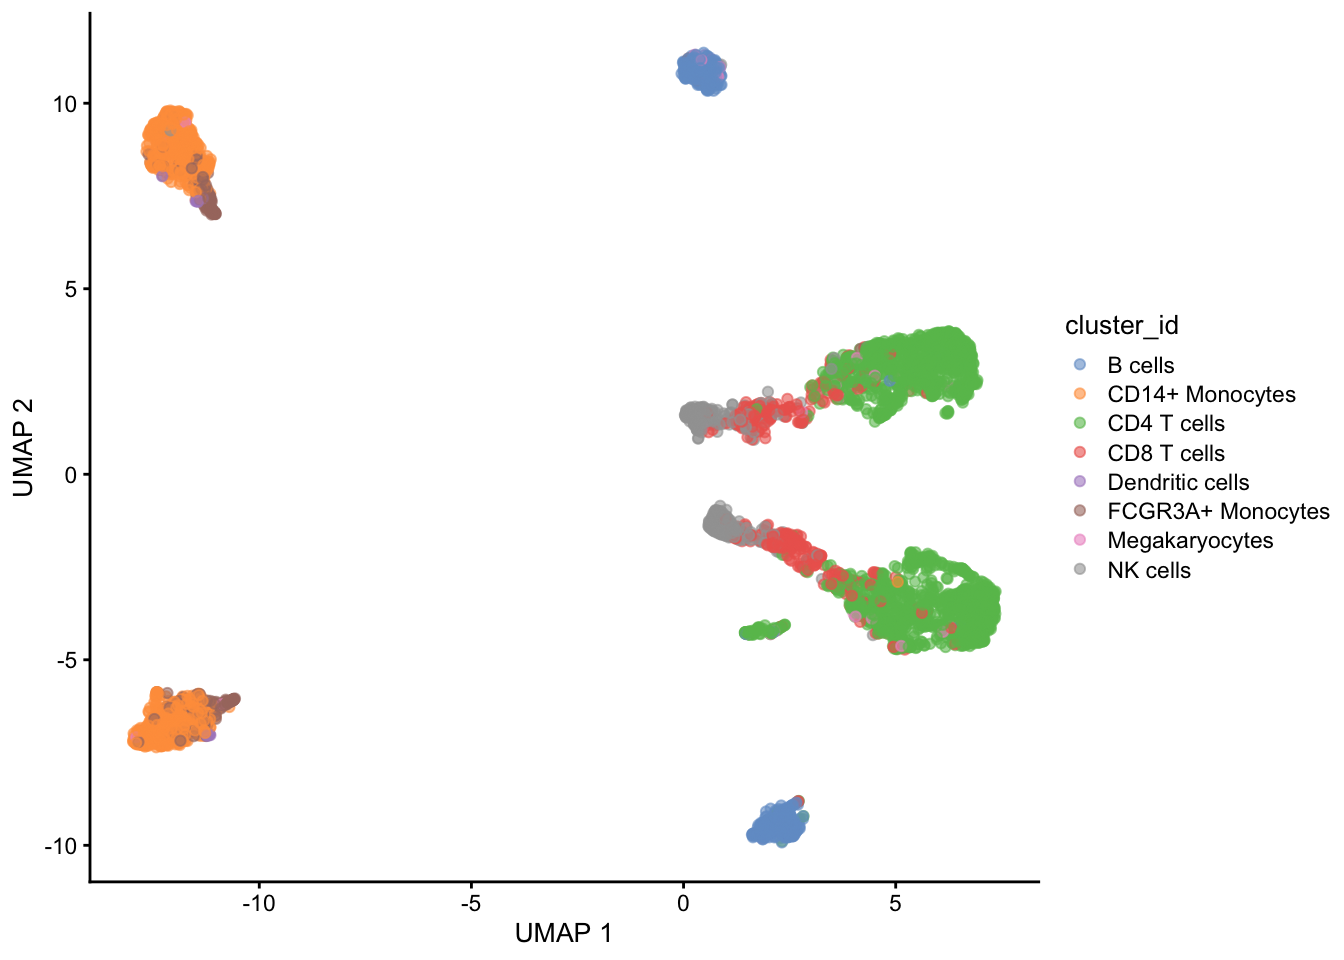 10
5
0
-5
-10
UMAP 2
-10
-5
0
5
UMAP 1
cluster_id
B cells
CD14+ Monocytes
CD4 T cells
CD8 T cells
Dendritic cells
FCGR3A+ Monocytes
Megakaryocytes
NK cells